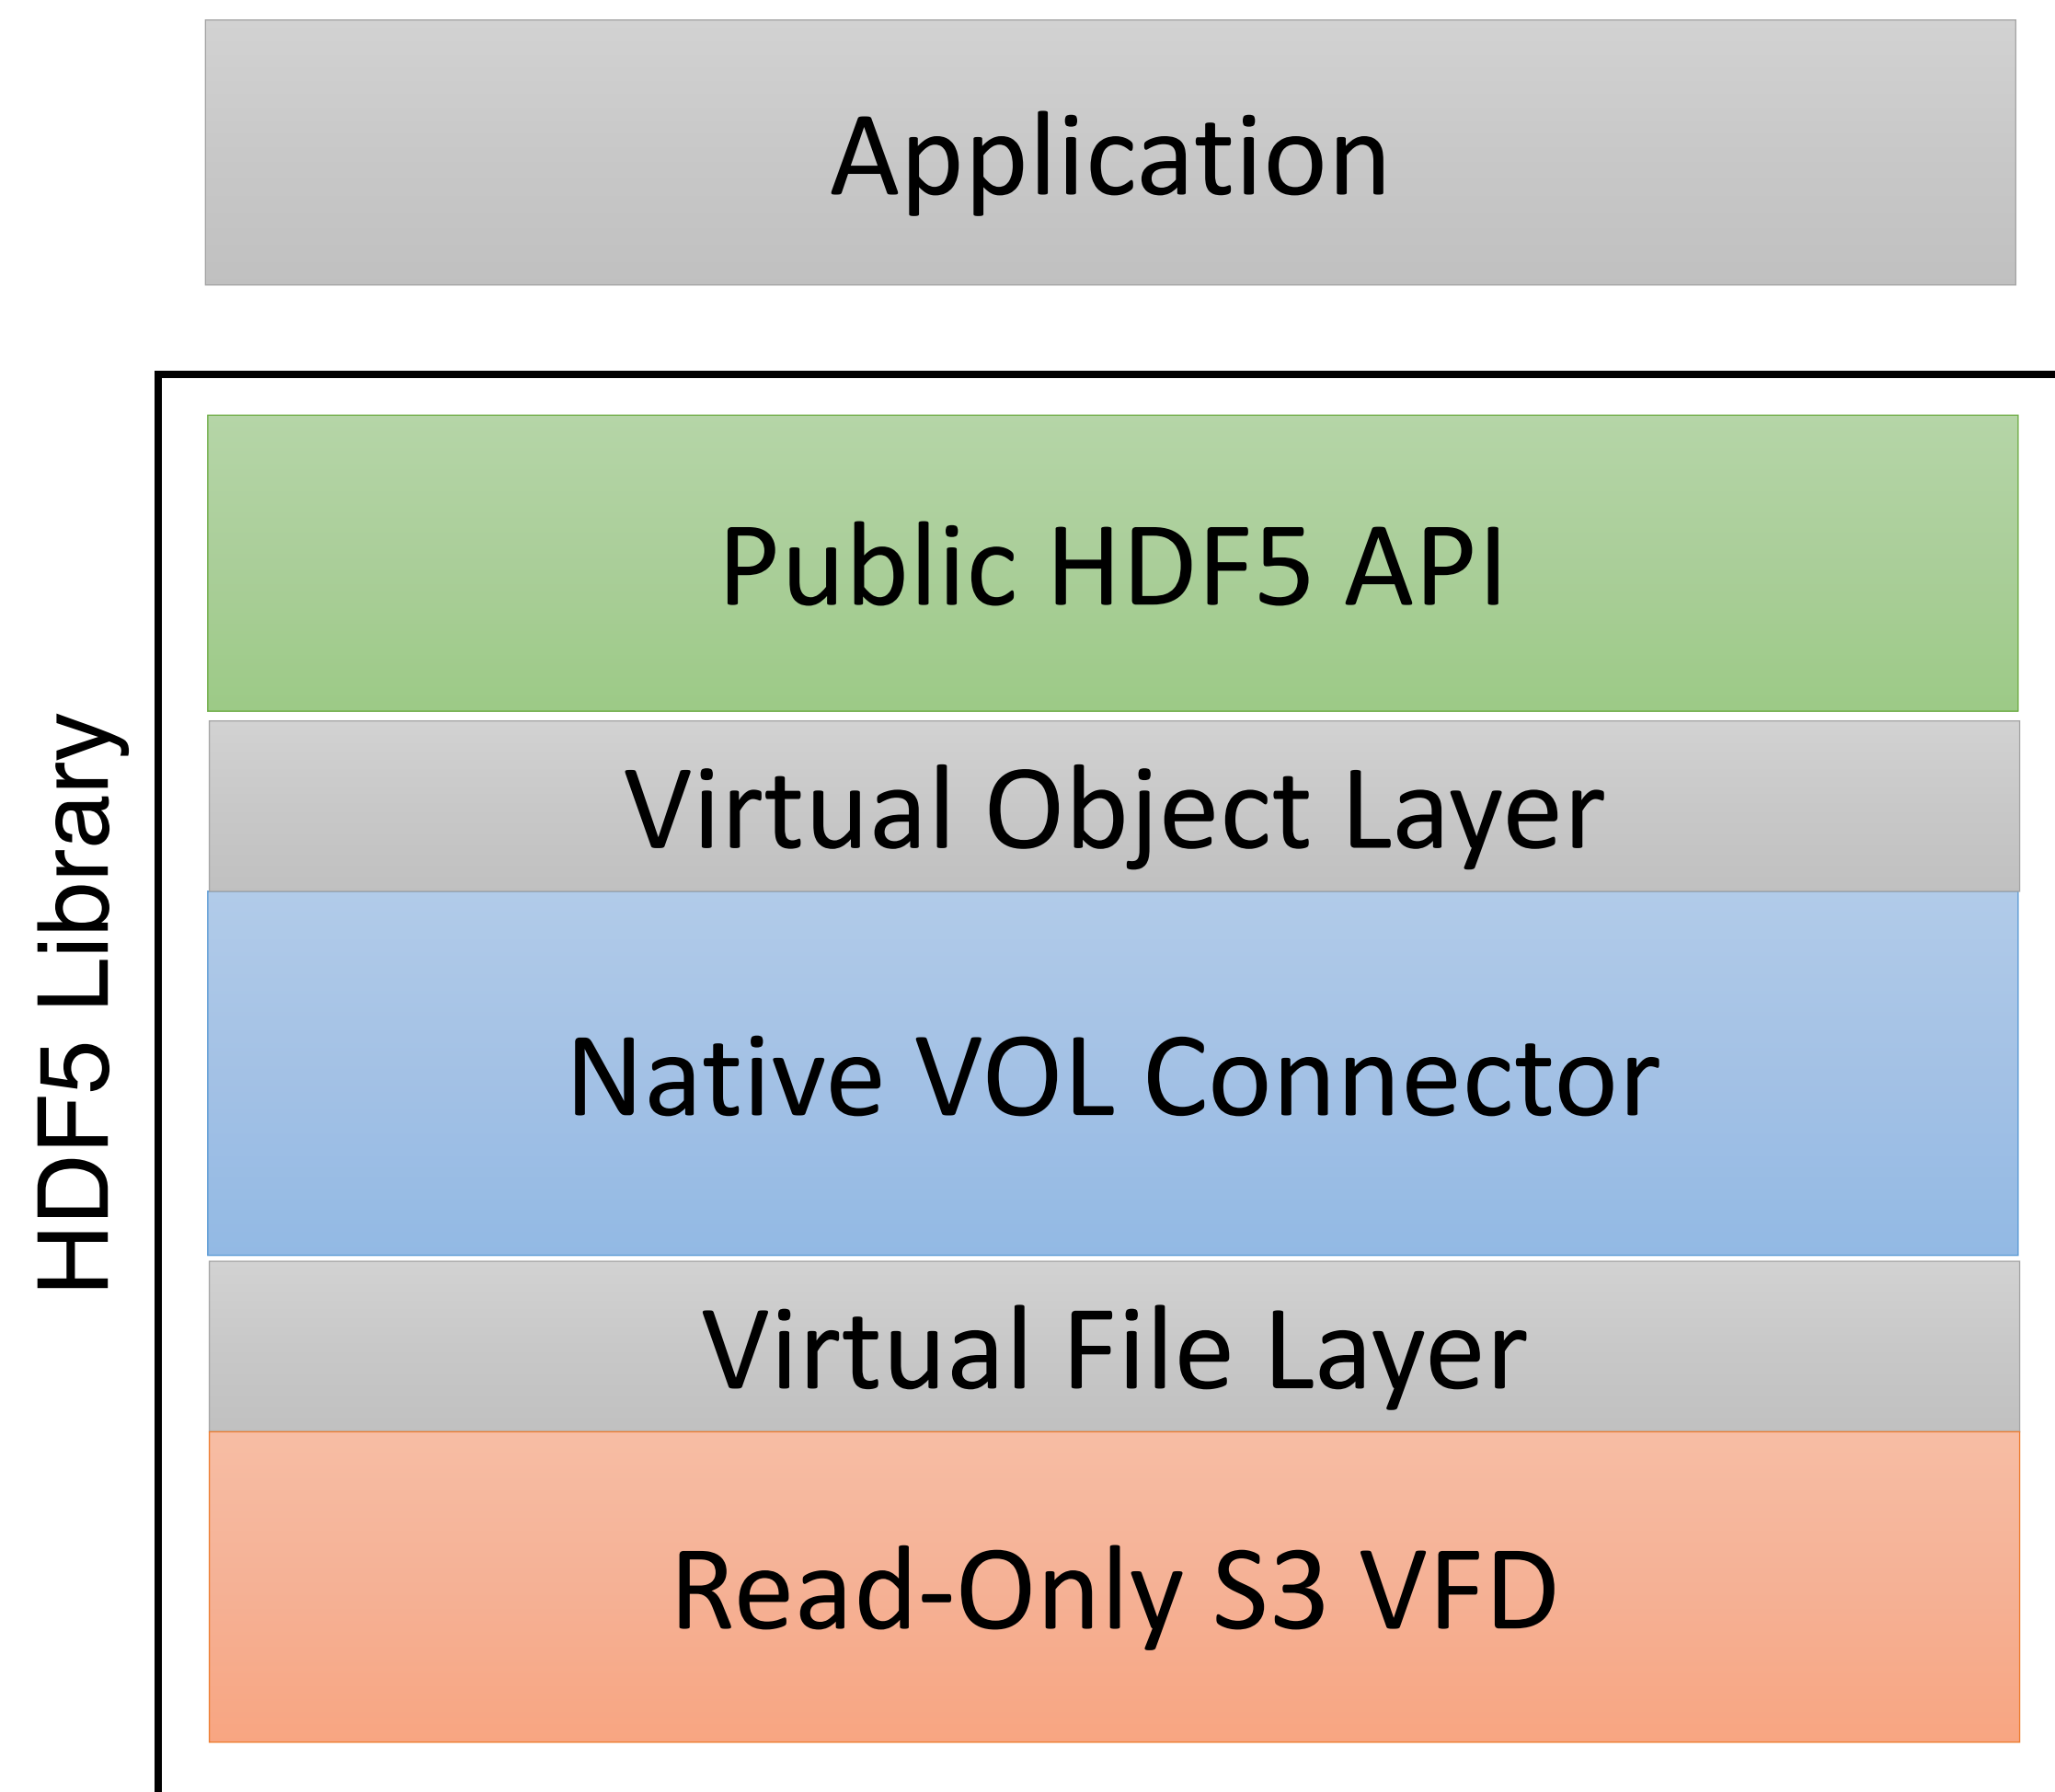 Application
HDF5 Library
Public HDF5 API
Virtual Object Layer
Native VOL Connector
Virtual File Layer
Read-Only S3 VFD